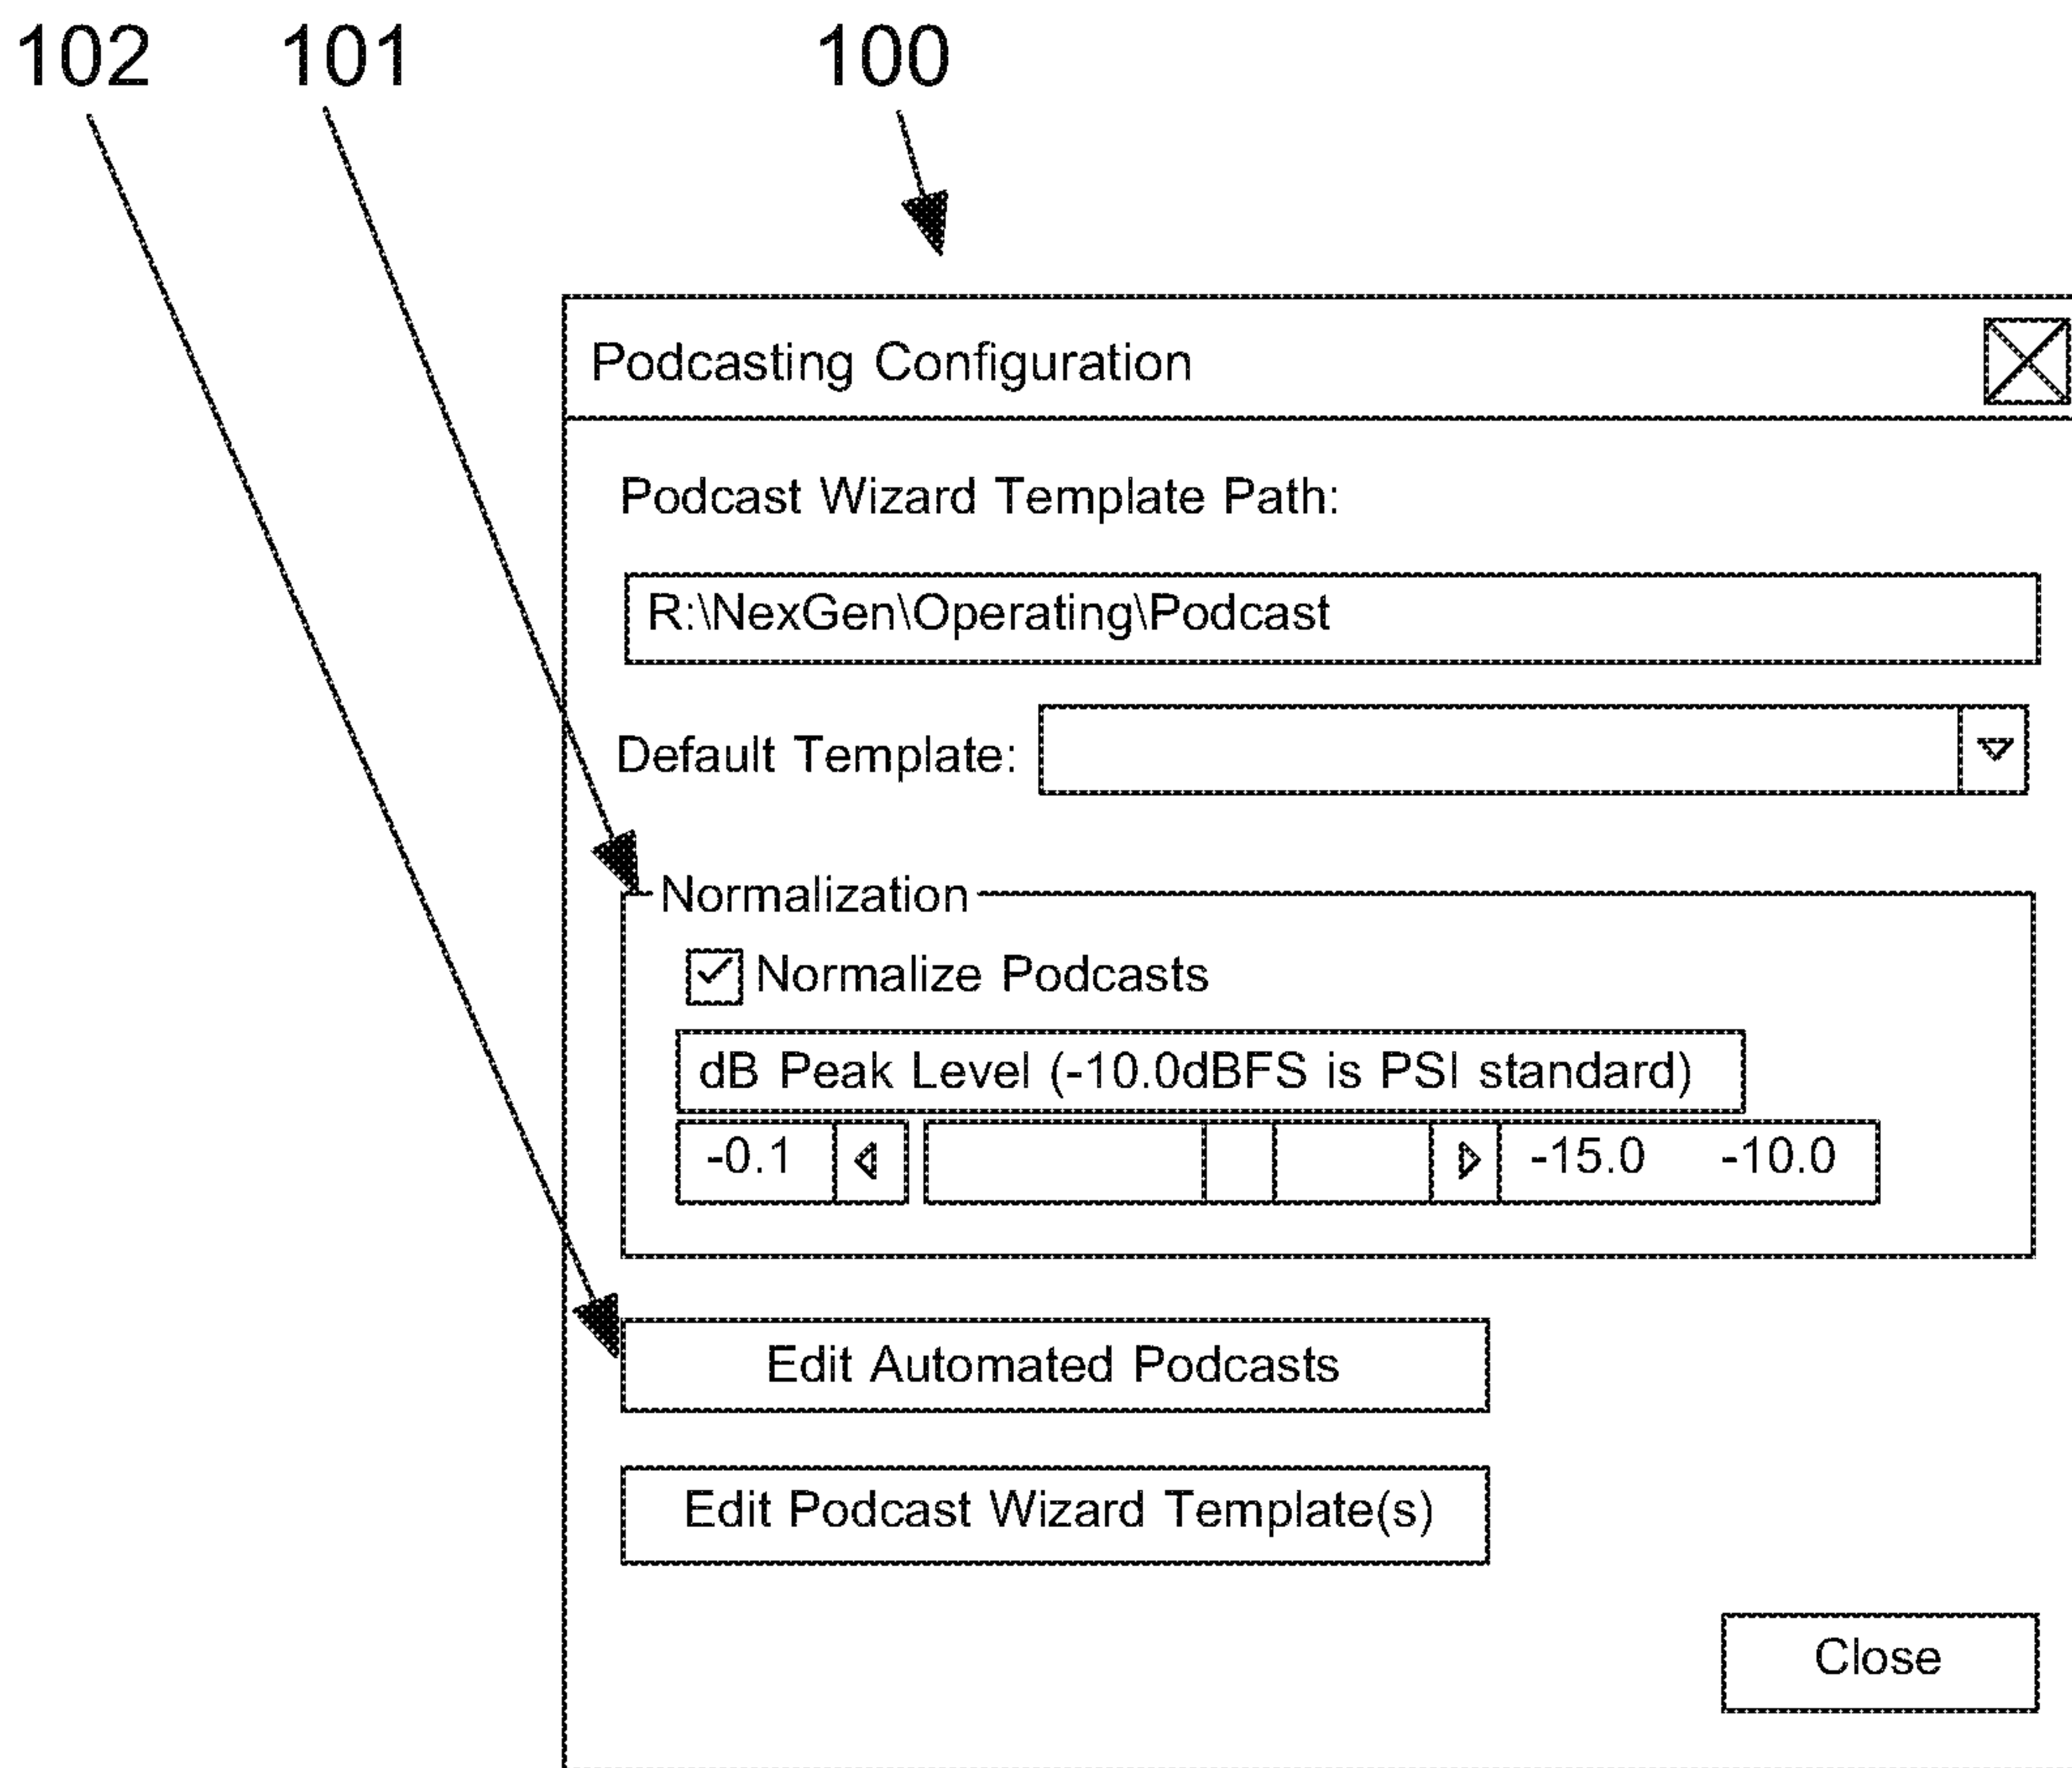 102 101 100
Podcasting Configuration
Podcast Wizard Template Path:
R:\NexGen\Operating\Podcast
Default Template:
Normalization
Normalize Podcasts
dB Peak Level (-10.0dBFS is PSI standard)
-0.1 -15.0 -10.0
Edit Automated Podcasts
Edit Podcast Wizard Template(s)
Close